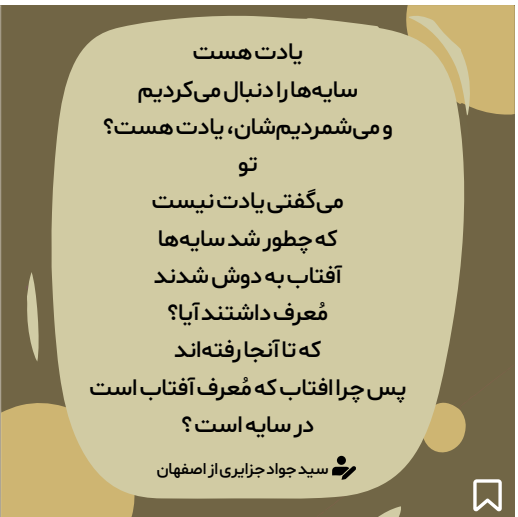 یادت هست
سایه‌ها را دنبال می‌کردیم
و می‌شمردیم‌شان، یادت هست؟
تو
می‌گفتی یادت نیست
که چطور شد سایه‌ها
آفتاب به دوش شدند
مُعرف داشتند آیا؟
که تا آنجا رفته‌اند
پس چرا افتاب که مُعرف آفتاب است
در سایه است؟
سید جواد جزایری از اصفهان